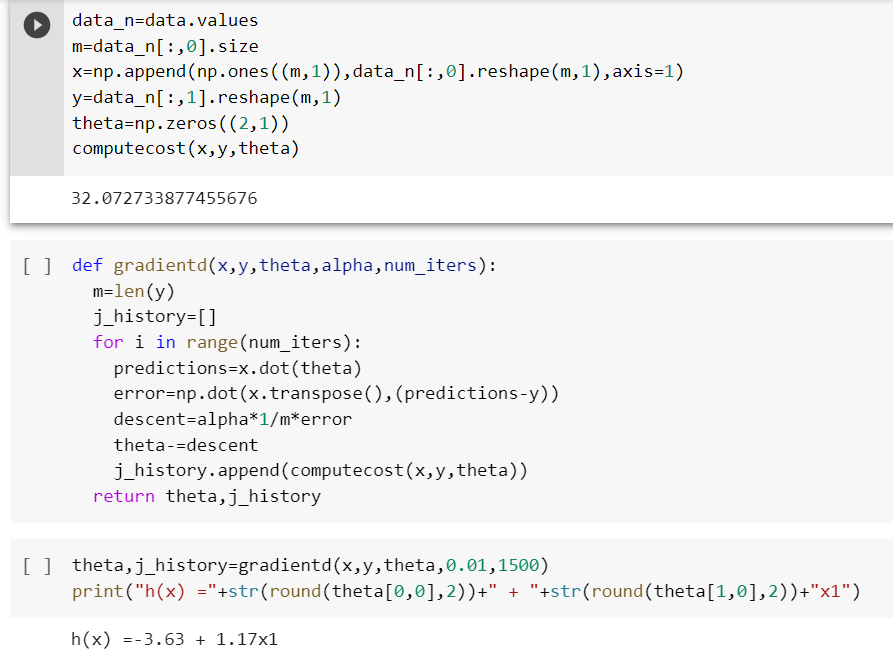 data_n=data.values
m=data_n[:,0].size
x=np.append(np.ones((m,1)),data_n[:,0].reshape(m,1),axis=1)
y=data_n[:,1].reshape(m,1)
theta=np.zeros((2,1))
computecost(x,y,theta)
32.072733877455676
[ ] def gradientd(x,y,theta,alpha,num_iters):
m=len(y)
j_history=[]
for i in range(num_iters):
predictions=x.dot(theta)
error=np.dot(x.transpose(),(predictions-y))
descent=alpha*1/m*error
theta-=descent
j_history.append(computecost(x,y,theta))
return theta,j_history
[ ] theta,j_history=gradientd(x,y,theta,0.01,1500)
print("h(x) ="+str(round(theta[0,0],2))+" + "+str(round(theta[1,0],2))+"x1")
h(x) =-3.63 + 1.17x1